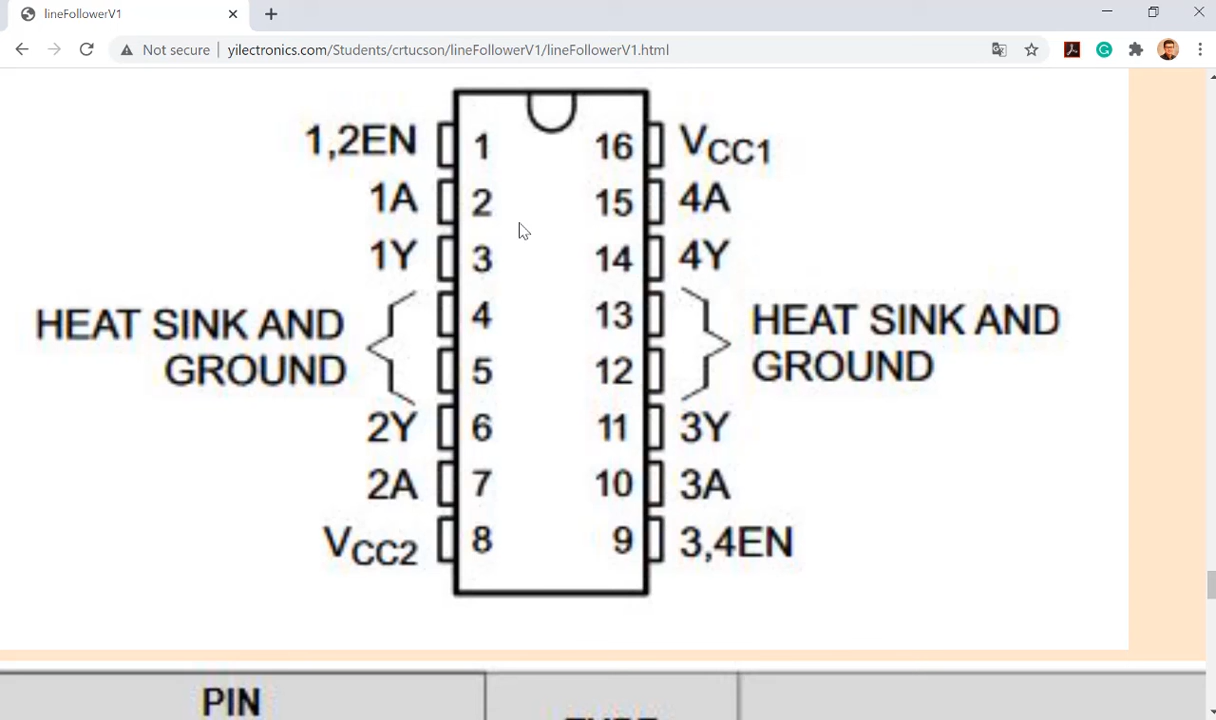 lineFollowerV1
Not secure yilectronics.com/Students/crtucson/lineFollowerV1/lineFollowerV1.html
1,2EN 1 16 VCC1
1A 2 15 4A
1Y 3 14 4Y
HEAT SINK AND GROUND 4 13 HEAT SINK AND GROUND
5 12
2Y 6 11 3Y
2A 7 10 3A
VCC2 8 9 3,4EN
PIN